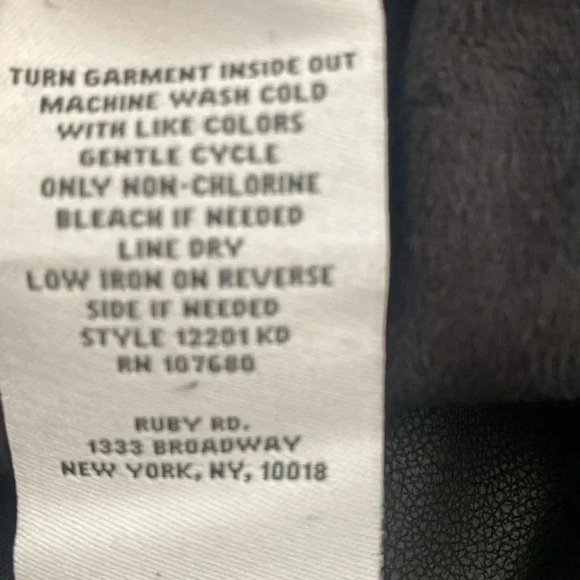 TURN GARMENT INSIDE OUT
MACHINE WASH COLD
WITH LIKE COLORS
GENTLE CYCLE
ONLY NON-CHLORINE
BLEACH IF NEEDED
LINE DRY
LOW IRON ON REVERSE
SIDE IF NEEDED
STYLE 12201KD
RN 107680
RUBY RD.
1333 BROADWAY
NEW YORK, NY, 10018